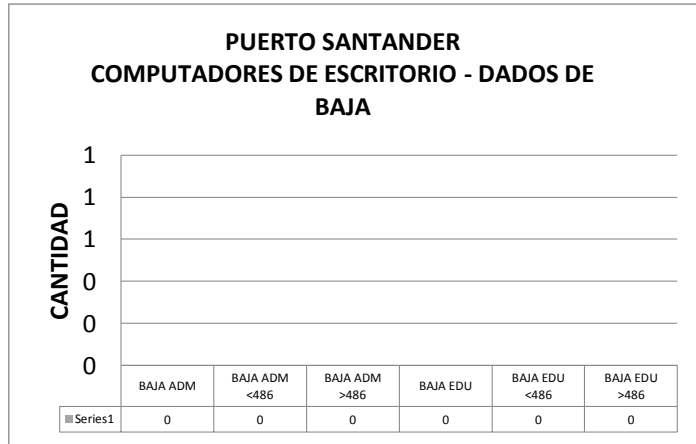 PUERTO SANTANDER
COMPUTADORES DE ESCRITORIO - DADOS DE
BAJA
CANTIDAD
1
1
1
0
0
0
BAJA ADM
BAJA ADM
<486
BAJA ADM
>486
BAJA EDU
BAJA EDU
<486
BAJA EDU
>486
Series1 0 0 0 0 0 0